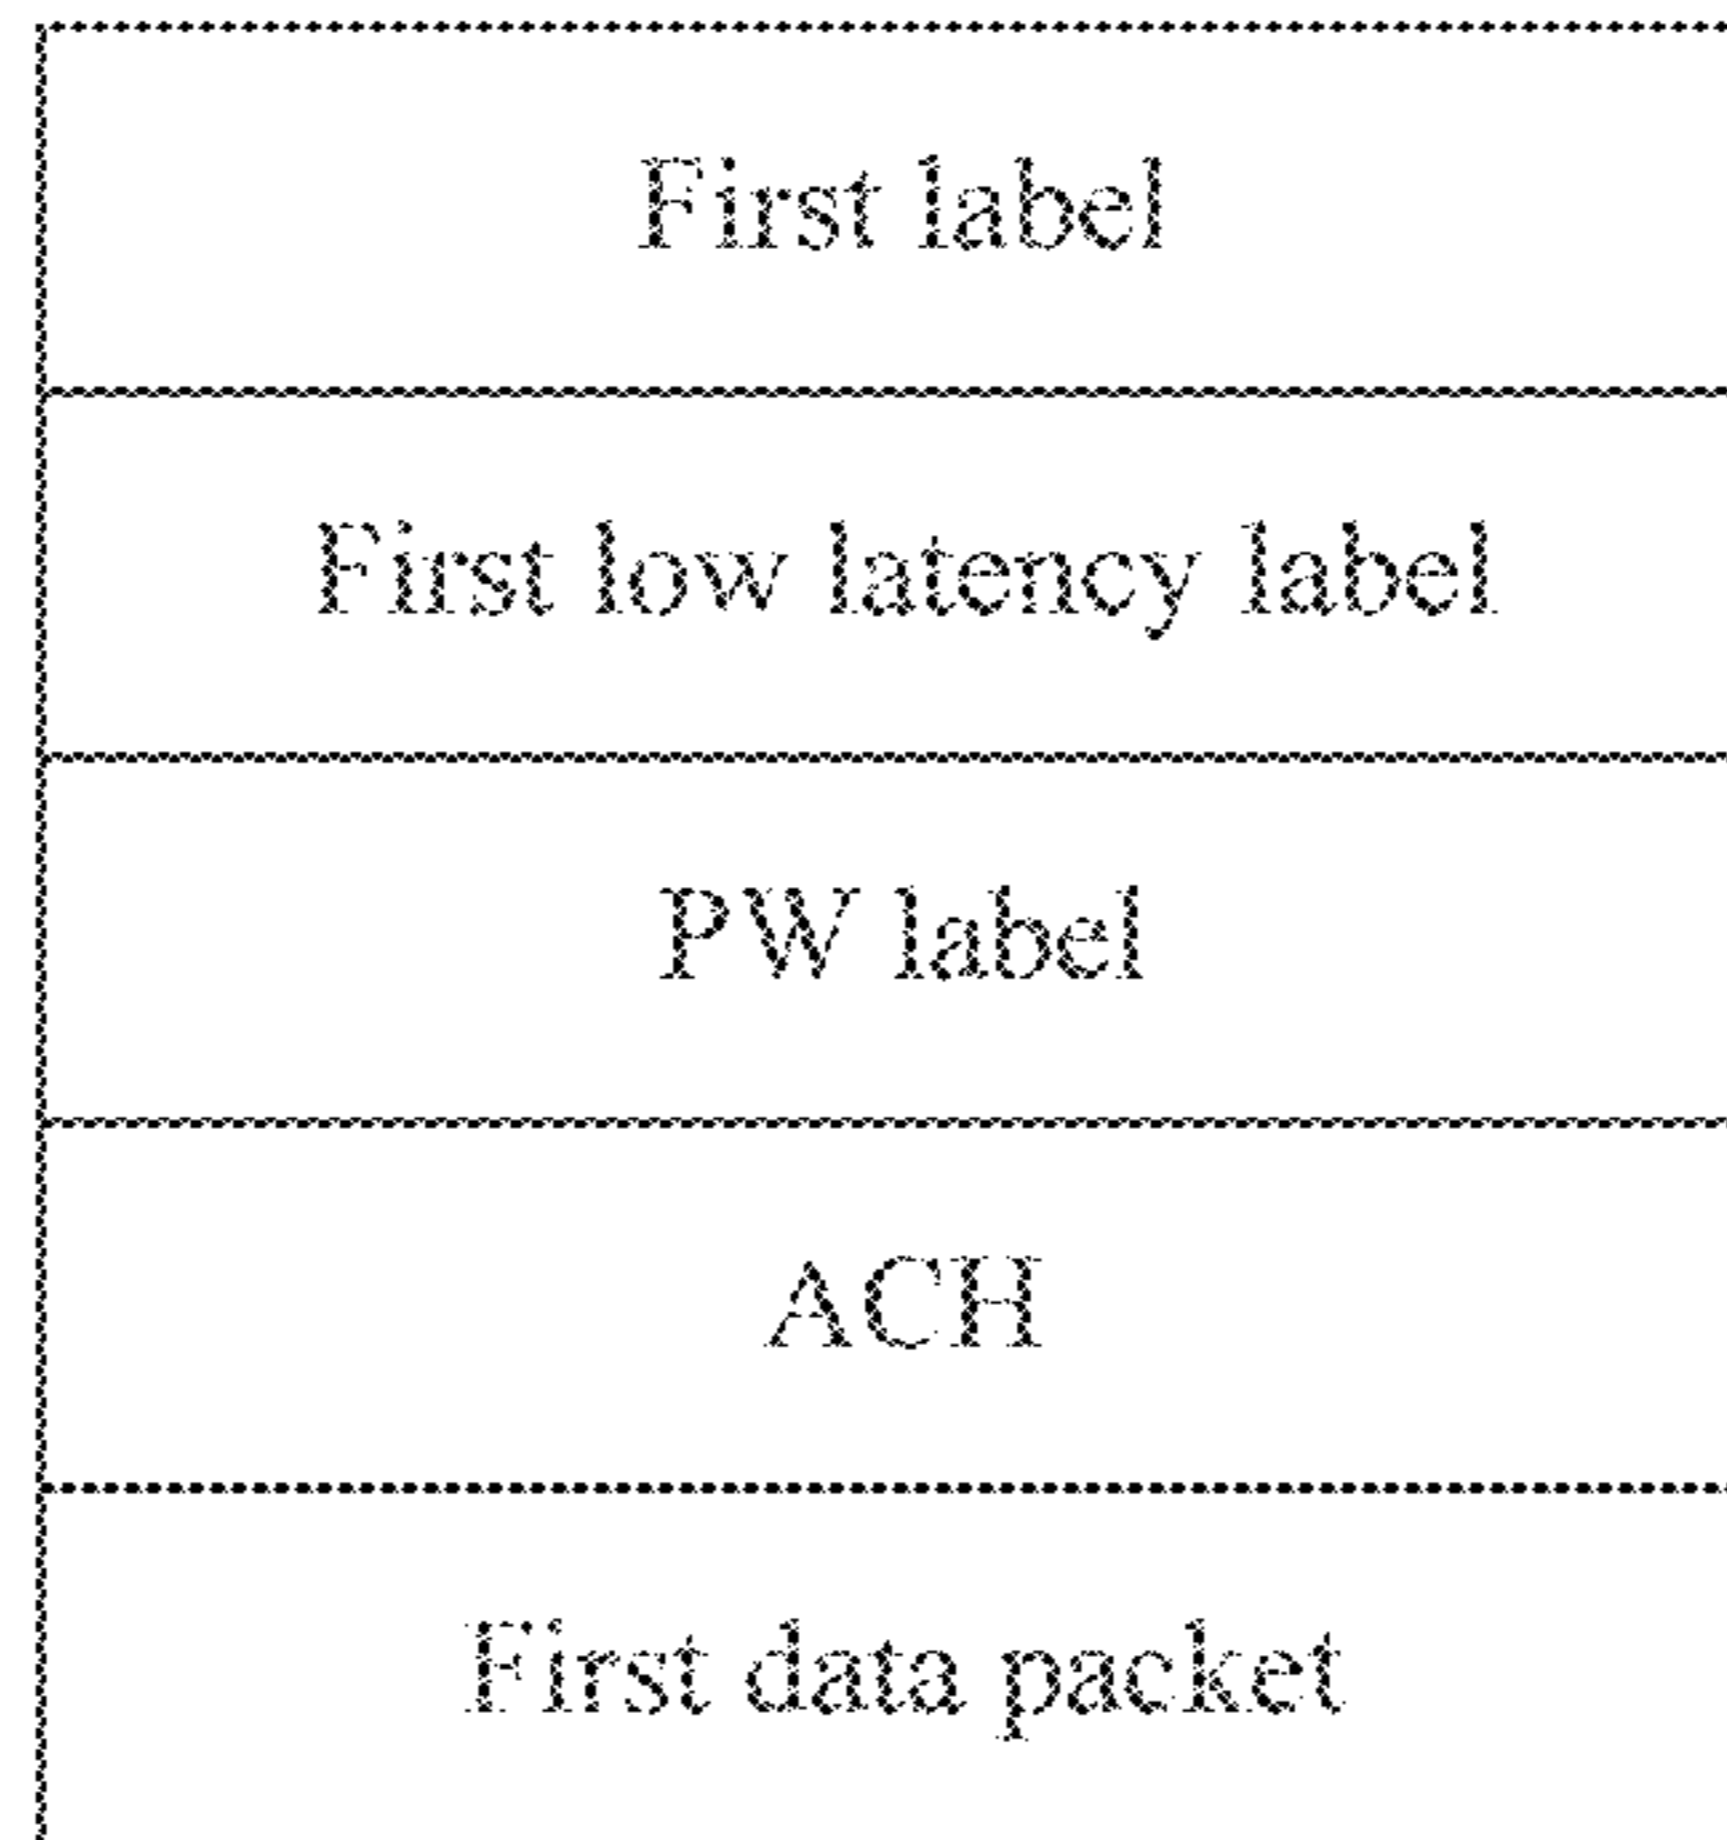 First label
First low latency label
PW label
ACH
First data packet